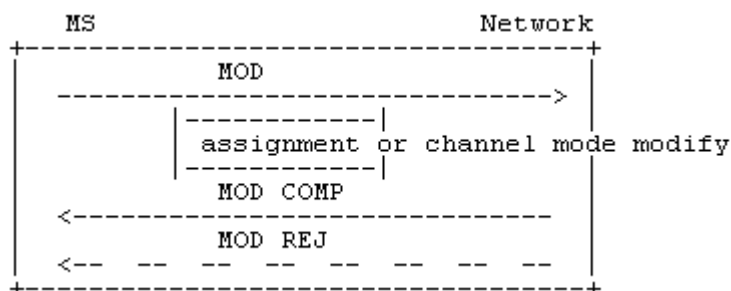 MS Network
MOD
assignment or channel mode modify
MOD COMP
MOD REJ